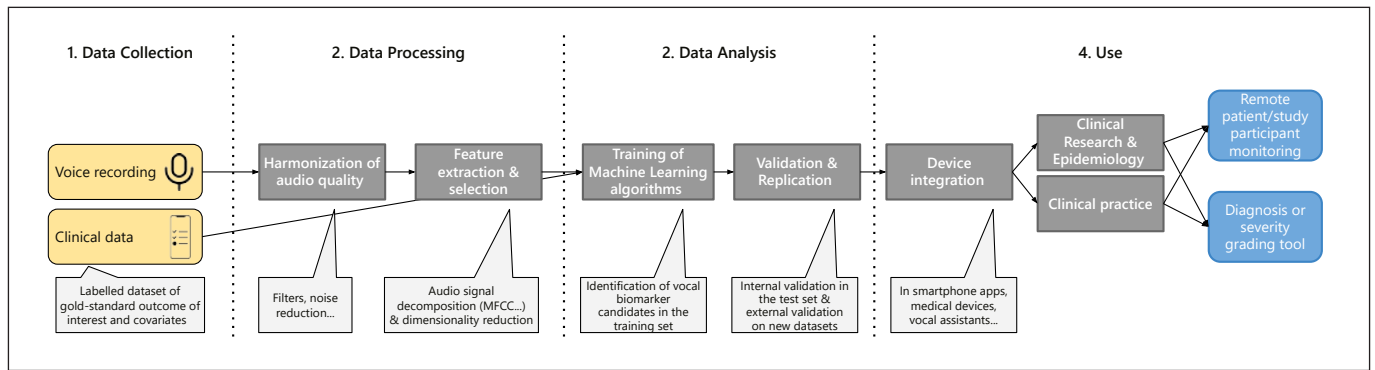 1. Data Collection
2. Data Processing
2. Data Analysis
4. Use
Voice recording
Clinical data
Labelled dataset of
gold-standard outcome of
interest and covariates
Harmonization of
audio quality
Filters, noise
reduction...
Feature
extraction &
selection
Audio signal
decomposition (MFCC...)
& dimensionality reduction
Training of
Machine Learning
algorithms
Identification of vocal
biomarker
candidates in the
training set
Validation &
Replication
Internal validation in
the test set &
external validation
on new datasets
Device
integration
In smartphone apps,
medical devices,
vocal assistants...
Clinical
Research &
Epidemiology
Clinical practice
Remote
patient/study
participant
monitoring
Diagnosis or
severity
grading tool